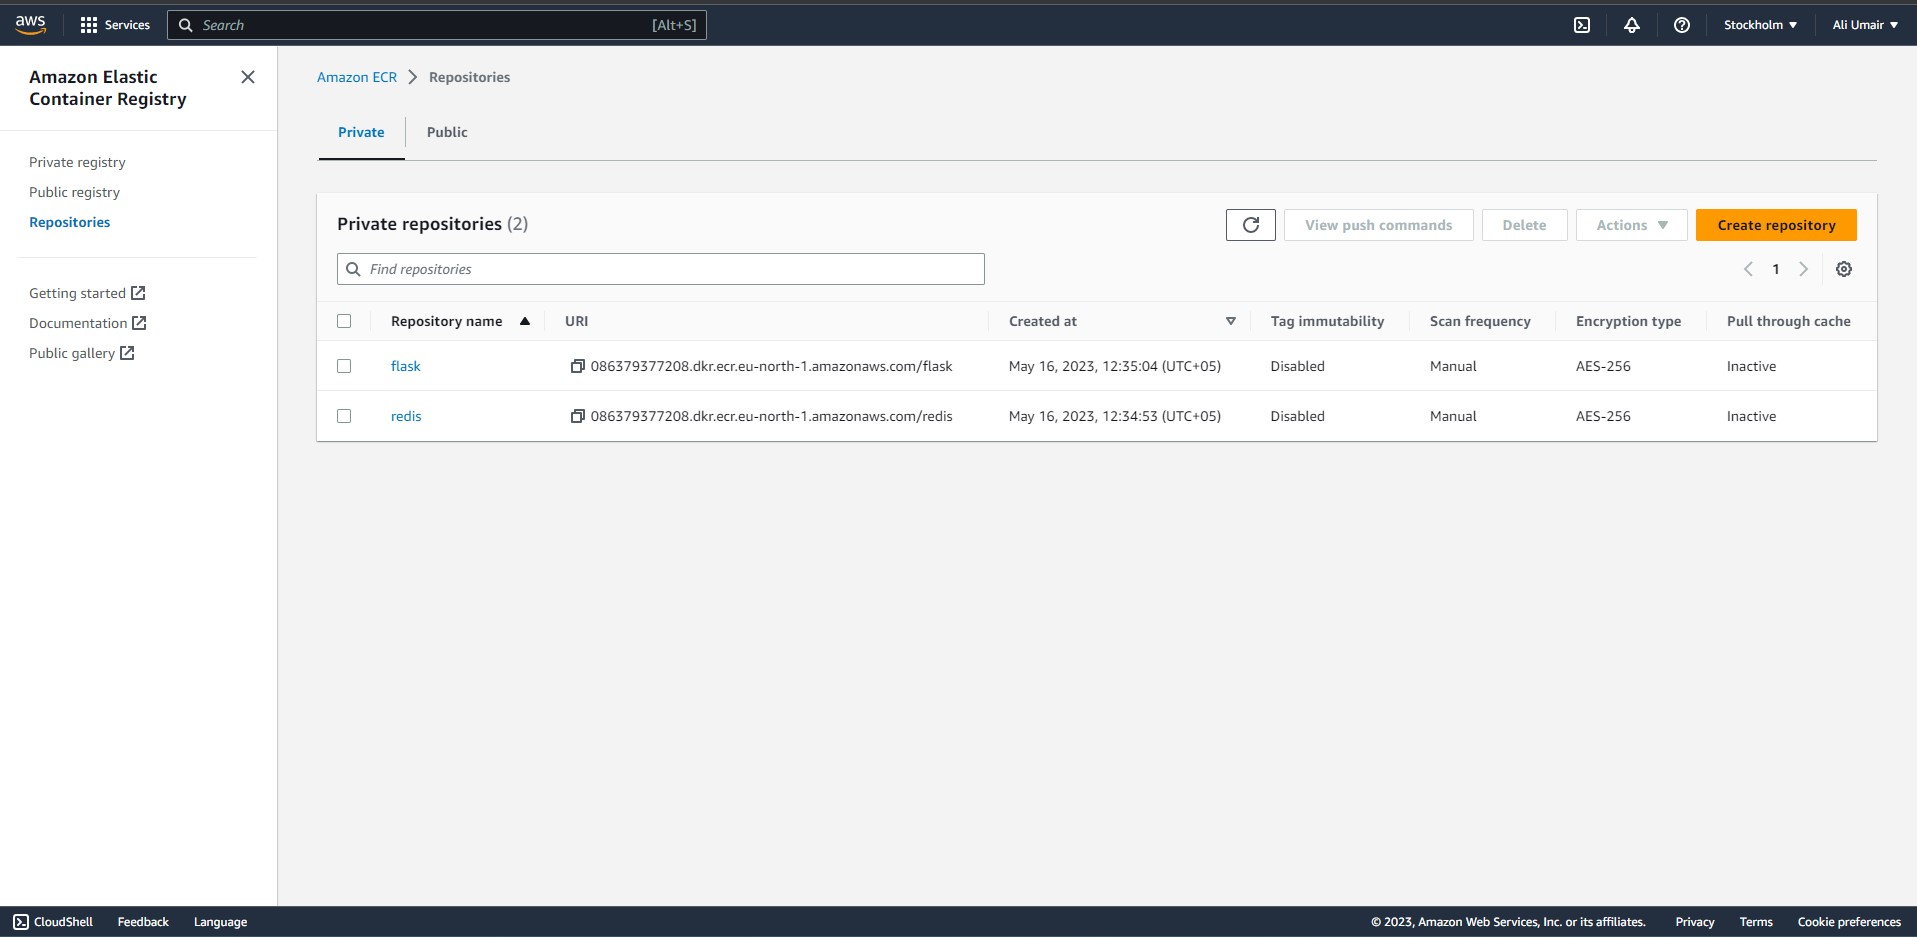 aws Services Search [Alt+S] Stockholm Ali Umair
Amazon Elastic
Container Registry
Private registry
Public registry
Repositories
Getting started
Documentation
Public gallery
Amazon ECR Repositories
Private Public
Private repositories (2) View push commands Delete Actions Create repository
Find repositories 1
Repository name URI Created at Tag immutability Scan frequency Encryption type Pull through cache
flask 086379377208.dkr.ecr.eu-north-1.amazonaws.com/flask May 16, 2023, 12:35:04 (UTC+05) Disabled Manual AES-256 Inactive
redis 086379377208.dkr.ecr.eu-north-1.amazonaws.com/redis May 16, 2023, 12:34:53 (UTC+05) Disabled Manual AES-256 Inactive
CloudShell Feedback Language © 2023, Amazon Web Services, Inc. or its affiliates. Privacy Terms Cookie preferences